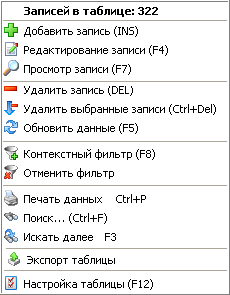 Записей в таблице: 322
Добавить запись (INS)
Редактирование записи (F4)
Просмотр записи (F7)
Удалить запись (DEL)
Удалить выбранные записи (Ctrl+Del)
Обновить данные (F5)
Контекстный фильтр (F8)
Отменить фильтр
Печать данных Ctrl+P
Поиск... (Ctrl+F)
Искать далее F3
Экспорт таблицы
Настройка таблицы (F12)